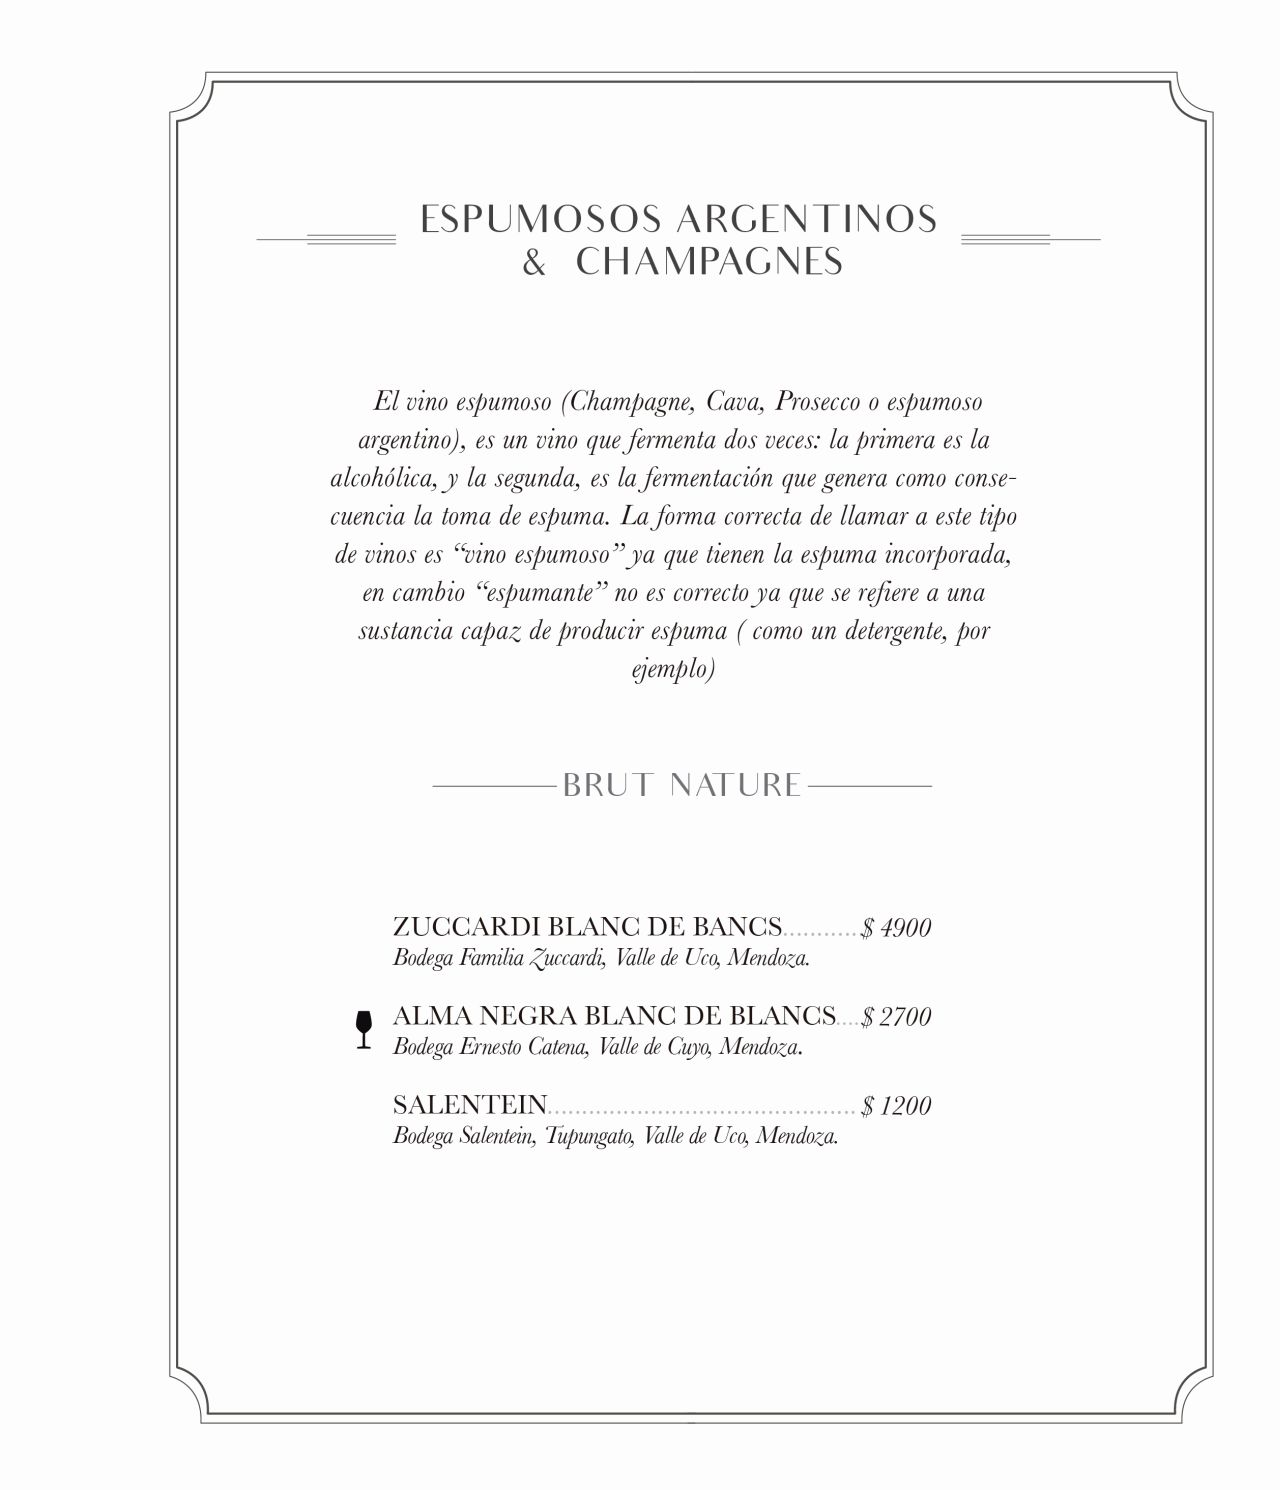 ESPUMOSOS ARGENTINOS
& CHAMPAGNES
El vino espumoso (Champagne, Cava, Prosecco o espumoso
argentino), es un vino que fermenta dos veces: la primera es la
alcohólica, y la segunda, es la fermentación que genera como conse-
cuencia la toma de espuma. La forma correcta de llamar a este tipo
de vinos es “vino espumoso” ya que tienen la espuma incorporada,
en cambio “espumante” no es correcto ya que se refiere a una
sustancia capaz de producir espuma ( como un detergente, por
ejemplo)
BRUT NATURE
ZUCCARDI BLANC DE BANCS...........$ 4900
Bodega Familia Zuccardi, Valle de Uco, Mendoza.
ALMA NEGRA BLANC DE BLANCS....$ 2700
Bodega Ernesto Catena, Valle de Cuyo, Mendoza.
SALENTEIN.............................................$ 1200
Bodega Salentein, Tupungato, Valle de Uco, Mendoza.